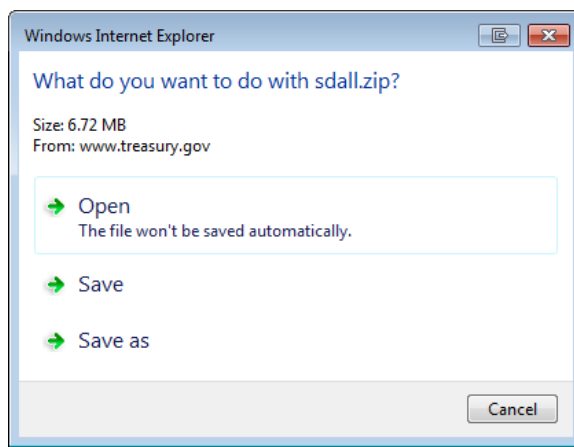 Windows Internet Explorer
What do you want to do with sdall.zip?
Size: 6.72 MB
From: www.treasury.gov
Open
The file won't be saved automatically.
Save
Save as
Cancel